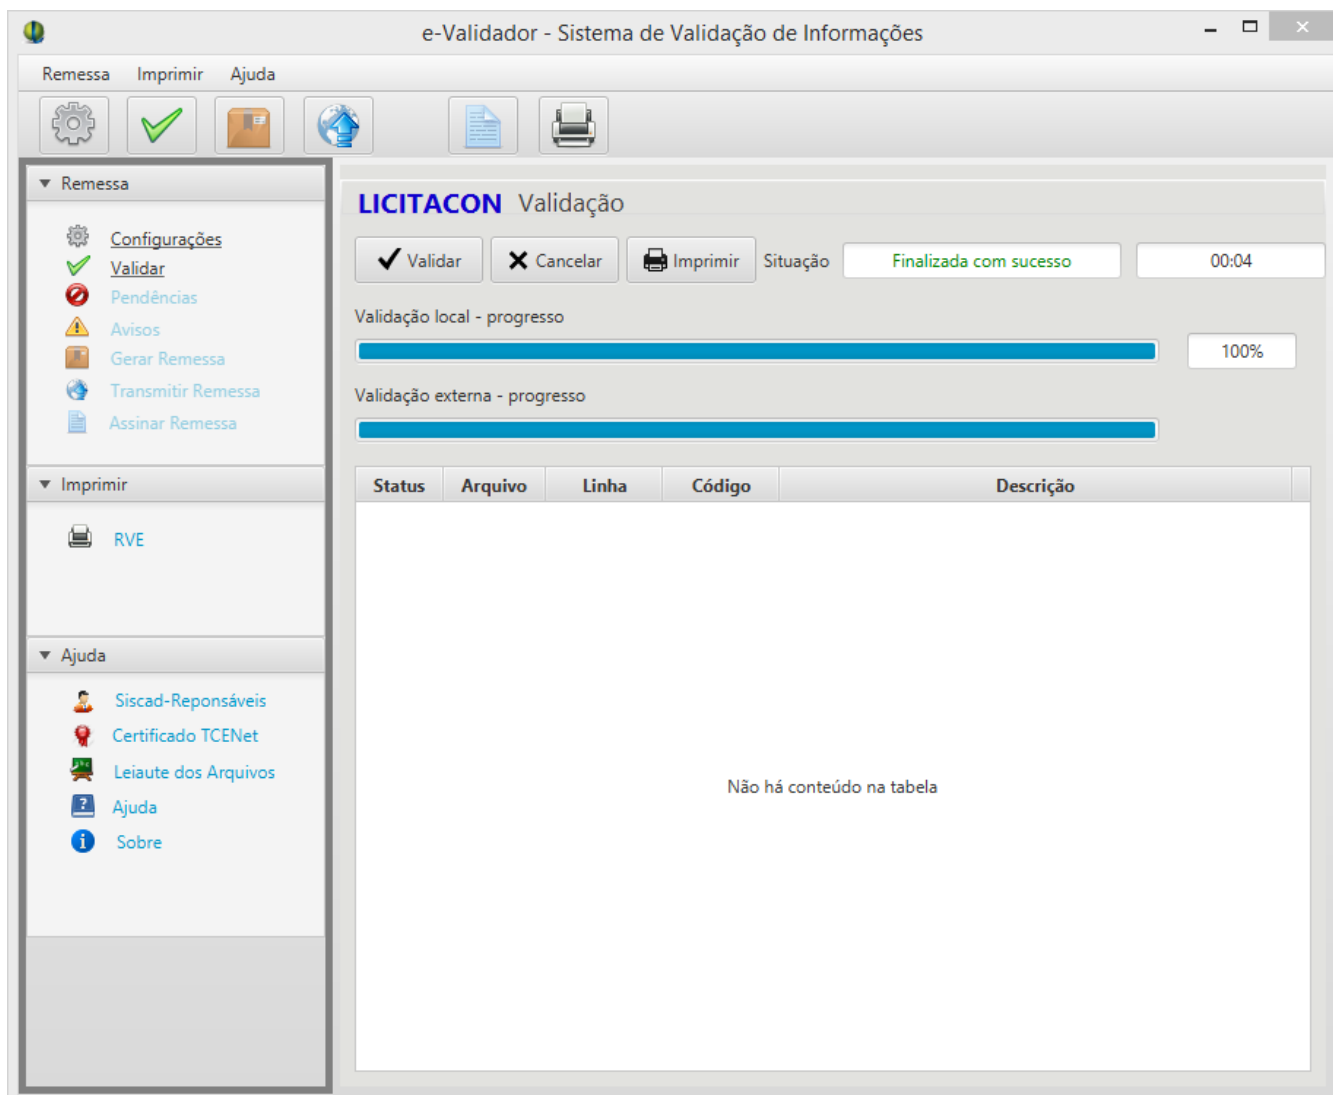 e-Validador - Sistema de Validação de Informações
Remessa Imprimir Ajuda
Remessa
Configurações
Validar
Pendências
Avisos
Gerar Remessa
Transmitir Remessa
Assinar Remessa
Imprimir
RVE
Ajuda
Siscad-Reponsáveis
Certificado TCENet
Leiaute dos Arquivos
Ajuda
Sobre
LICITACON Validação
Validar Cancelar Imprimir Situação Finalizada com sucesso 00:04
Validação local - progresso
100%
Validação externa - progresso
Status Arquivo Linha Código Descrição
Não há conteúdo na tabela